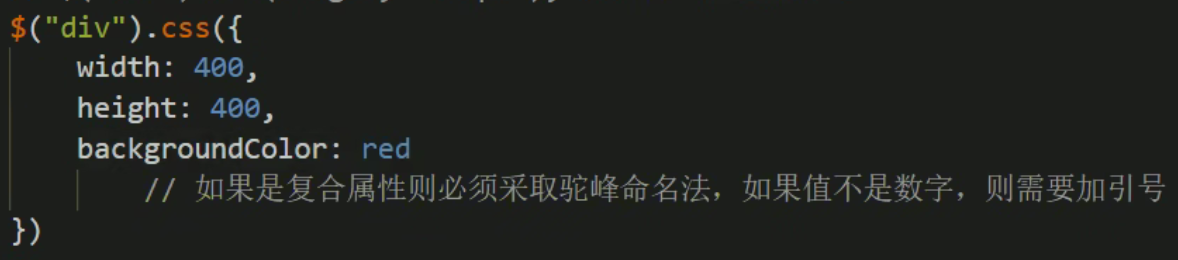 $("div").css({
width: 400,
height: 400,
backgroundColor: red
// 如果是复合属性则必须采取驼峰命名法，如果值不是数字，则需要加引号
})